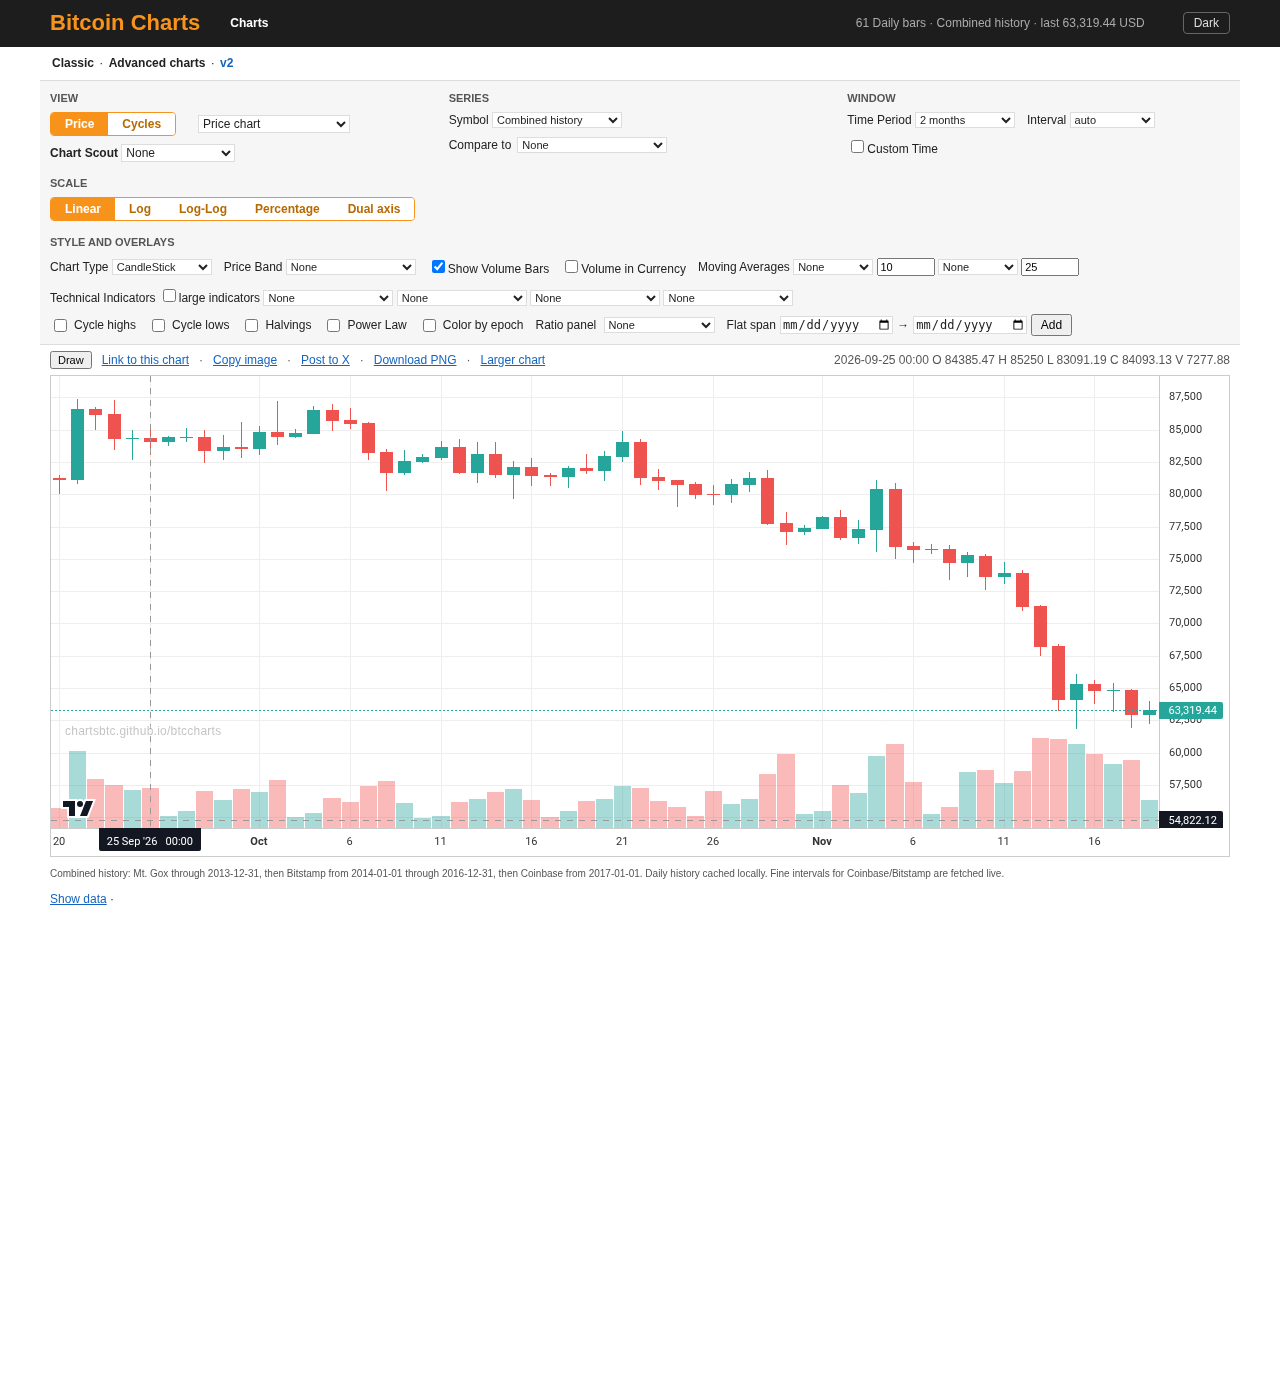 Bitcoin Charts Charts 61 Daily bars · Combined history · last 63,319.44 USD Dark
Classic · Advanced charts · v2
VIEW SERIES WINDOW
Price Cycles Price chart Symbol Combined history Time Period 2 months Interval auto
Chart Scout None Compare to None Custom Time
SCALE
Linear Log Log-Log Percentage Dual axis
STYLE AND OVERLAYS
Chart Type CandleStick Price Band None Show Volume Bars Volume in Currency Moving Averages None 10 None 25
Technical Indicators large indicators None None None None
Cycle highs Cycle lows Halvings Power Law Color by epoch Ratio panel None Flat span mm/dd/yyyy → mm/dd/yyyy Add
Draw Link to this chart · Copy image · Post to X · Download PNG · Larger chart 2026-09-25 00:00 O 84385.47 H 85250 L 83091.19 C 84093.13 V 7277.88
87,500
85,000
82,500
80,000
77,500
75,000
72,500
70,000
67,500
65,000
63,319.44
62,500
chartsbtc.github.io/btccharts
60,000
57,500
54,822.12
20 25 Sep '26 00:00 Oct 6 11 16 21 26 Nov 6 11 16
Combined history: Mt. Gox through 2013-12-31, then Bitstamp from 2014-01-01 through 2016-12-31, then Coinbase from 2017-01-01. Daily history cached locally. Fine intervals for Coinbase/Bitstamp are fetched live.
Show data ·